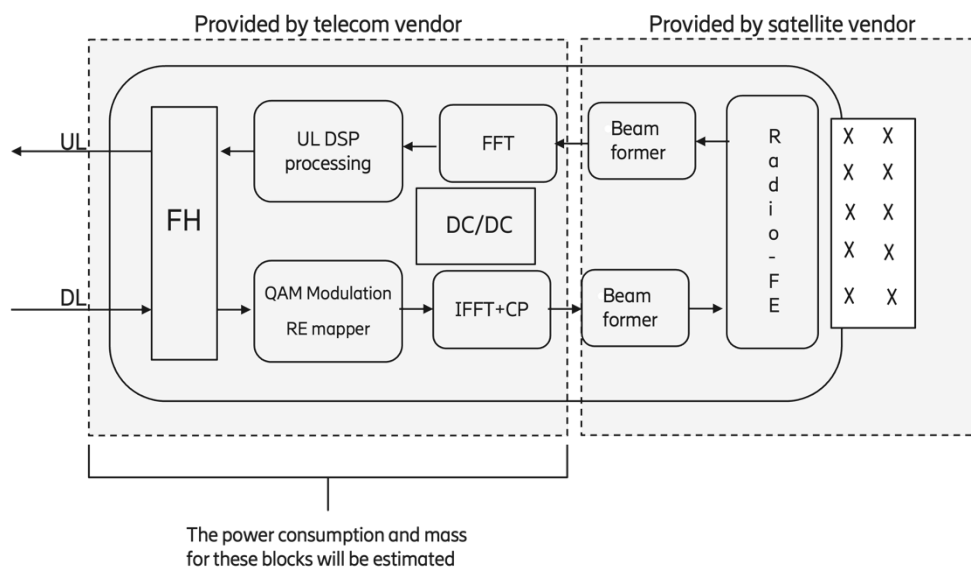 Provided by telecom vendor
Provided by satellite vendor
UL
UL DSP
processing
FFT
Beam
former
FH
DC/DC
DL
QAM Modulation
RE mapper
IFFT+CP
Beam
former
R
a
d
i
o
-
F
E
X X
X X
X X
X X
X X
The power consumption and mass
for these blocks will be estimated